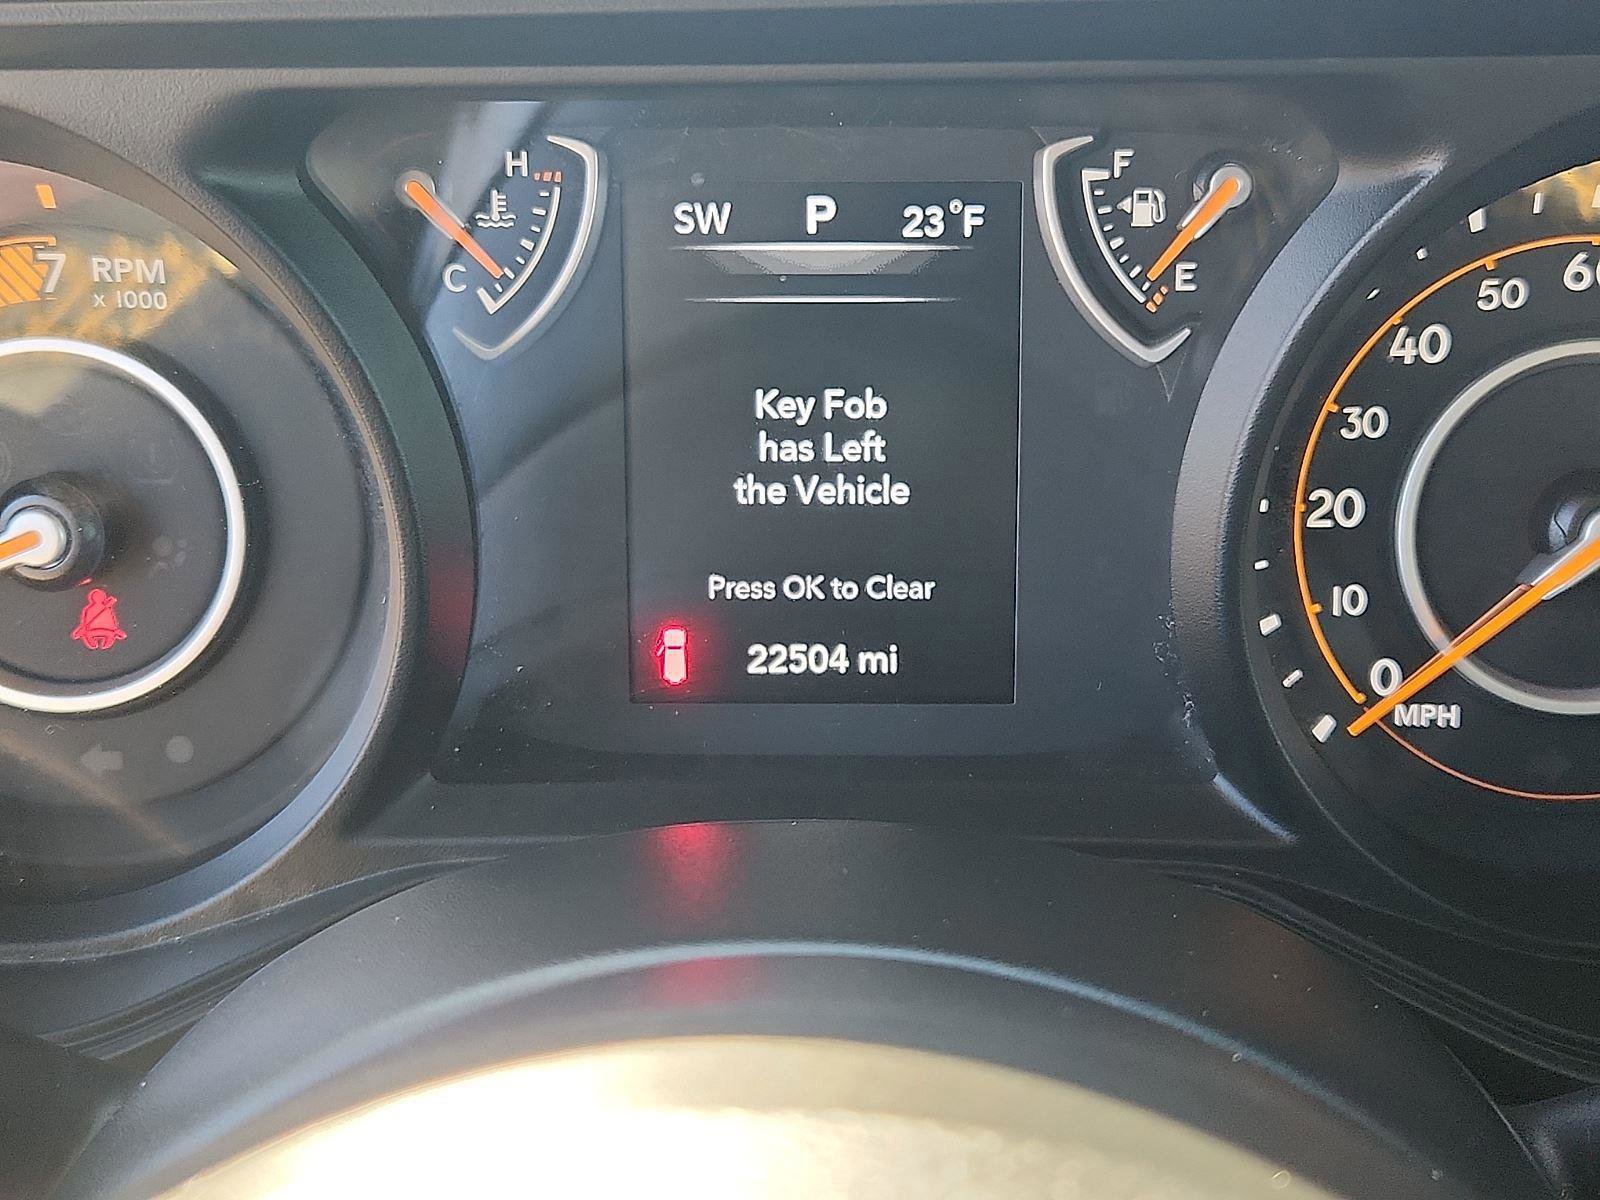 H
C
7 RPM
x 1000
SW P 23°F
Key Fob
has Left
the Vehicle
Press OK to Clear
22504 mi
F
E
50
40
30
20
10
0
MPH